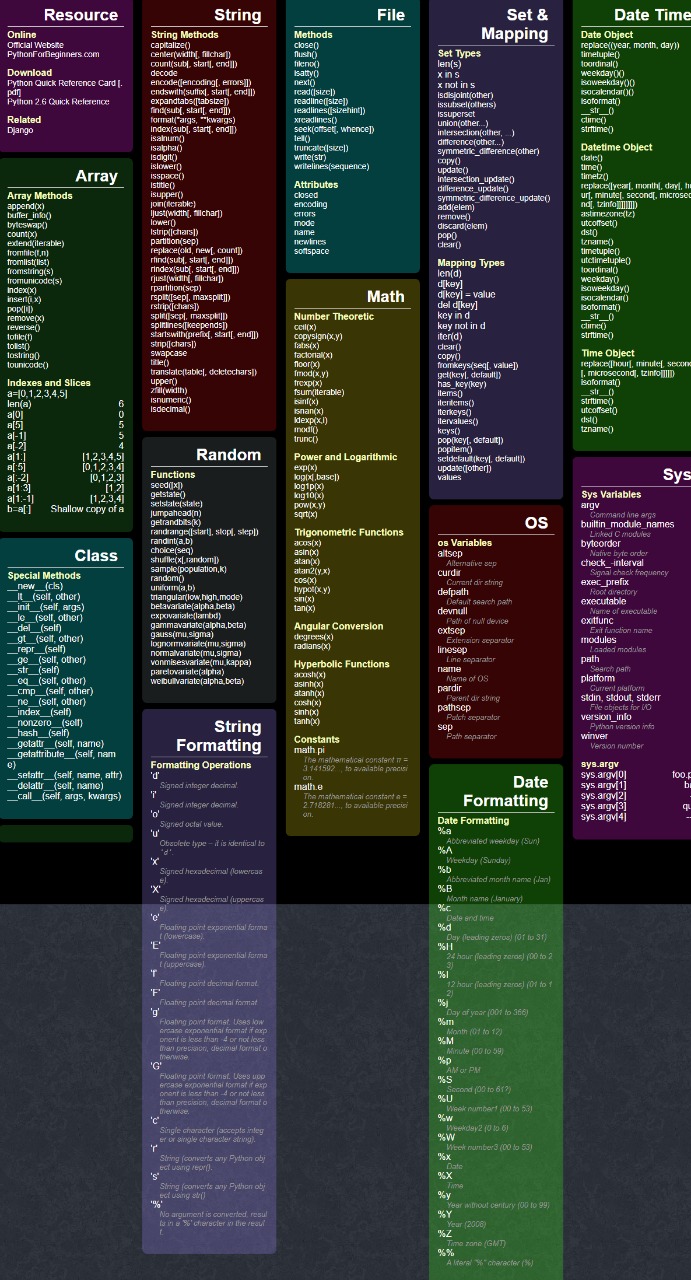 Resource
Online
Official Website
PythonForBeginners.com
Download
Python Quick Reference Card [.
pdf]
Python 2.6 Quick Reference
Related
Django
Array
Array Methods
append(x)
buffer_info()
byteswap()
count(x)
extend(iterable)
fromfile(f,n)
fromlist(list)
fromstring(s)
fromunicode(s)
index(x)
insert(i,x)
pop([i])
remove(x)
reverse()
tofile(f)
tolist()
tostring()
tounicode()
Indexes and Slices
a=[0,1,2,3,4,5]
len(a) 6
a[0] 0
a[5] 5
a[-1] 5
a[-2] 4
a[1:] [1,2,3,4,5]
a[:5] [0,1,2,3,4]
a[:-2] [0,1,2,3]
a[1:3] [1,2]
a[1:-1] [1,2,3,4]
b=a[:] Shallow copy of a
Class
Special Methods
__new__(cls)
__lt__(self, other)
__init__(self, args)
__le__(self, other)
__del__(self)
__gt__(self, other)
__repr__(self)
__ge__(self, other)
__str__(self)
__eq__(self, other)
__cmp__(self, other)
__ne__(self, other)
__index__(self)
__nonzero__(self)
__hash__(self)
__getattr__(self, name)
__getattribute__(self, nam
e)
__setattr__(self, name, attr)
__delattr__(self, name)
__call__(self, args, kwargs)
String
String Methods
capitalize()
center(width[, fillchar])
count(sub[, start[, end]])
decode
encode([encoding[, errors]])
endswith(suffix[, start[, end]])
expandtabs([tabsize])
find(sub[, start[, end]])
format(*args, **kwargs)
index(sub[, start[, end]])
isalnum()
isalpha()
isdigit()
islower()
isspace()
istitle()
isupper()
join(iterable)
ljust(width[, fillchar])
lower()
lstrip([chars])
partition(sep)
replace(old, new[, count])
rfind(sub[, start[, end]])
rindex(sub[, start[, end]])
rjust(width[, fillchar])
rpartition(sep)
rsplit([sep[, maxsplit]])
rstrip([chars])
split([sep[, maxsplit]])
splitlines([keepends])
startswith(prefix[, start[, end]])
strip([chars])
swapcase
title()
translate(table[, deletechars])
upper()
zfill(width)
isnumeric()
isdecimal()
Random
Functions
seed([x])
getstate()
setstate(state)
jumpahead(n)
getrandbits(k)
randrange([start], stop[, step])
randint(a,b)
choice(seq)
shuffle(x[,random])
sample(population,k)
random()
uniform(a,b)
triangular(low,high,mode)
betavariate(alpha,beta)
expovariate(lambd)
gammavariate(alpha,beta)
gauss(mu,sigma)
lognormvariate(mu,sigma)
normalvariate(mu,sigma)
vonmisesvariate(mu,kappa)
paretovariate(alpha)
weibullvariate(alpha,beta)
String
Formatting
Formatting Operations
'd'
Signed integer decimal.
'i'
Signed integer decimal.
'o'
Signed octal value.
'u'
Obsolete type – it is identical to
'd'.
'x'
Signed hexadecimal (lowercas
e).
'X'
Signed hexadecimal (uppercas
e).
'e'
Floating point exponential forma
t (lowercase).
'E'
Floating point exponential forma
t (uppercase).
'f'
Floating point decimal format.
'F'
Floating point decimal format.
'g'
Floating point format. Uses low
ercase exponential format if exp
onent is less than -4 or not less
than precision, decimal format o
therwise.
'G'
Floating point format. Uses upp
ercase exponential format if exp
onent is less than -4 or not less
than precision, decimal format o
therwise.
'c'
Single character (accepts integ
er or single character string).
'r'
String (converts any Python obj
ect using repr()).
's'
String (converts any Python obj
ect using str()
'%'
No argument is converted, resul
ts in a '%' character in the resul
t.
File
Methods
close()
flush()
fileno()
isatty()
next()
read([size])
readline([size])
readlines([sizehint])
xreadlines()
seek(offset[, whence])
tell()
truncate([size])
write(str)
writelines(sequence)
Attributes
closed
encoding
errors
mode
name
newlines
softspace
Math
Number Theoretic
ceil(x)
copysign(x,y)
fabs(x)
factorial(x)
floor(x)
fmod(x,y)
frexp(x)
fsum(iterable)
isinf(x)
isnan(x)
ldexp(x,i)
modf()
trunc()
Power and Logarithmic
exp(x)
log(x[,base])
log1p(x)
log10(x)
pow(x,y)
sqrt(x)
Trigonometric Functions
acos(x)
asin(x)
atan(x)
atan2(y,x)
cos(x)
hypot(x,y)
sin(x)
tan(x)
Angular Conversion
degrees(x)
radians(x)
Hyperbolic Functions
acosh(x)
asinh(x)
atanh(x)
cosh(x)
sinh(x)
tanh(x)
Constants
math.pi
The mathematical constant π =
3.141592..., to available precisi
on.
math.e
The mathematical constant e =
2.718281..., to available precisi
on.
Set &
Mapping
Set Types
len(s)
x in s
x not in s
isdisjoint(other)
issubset(others)
issuperset
union(other...)
intersection(other, ...)
difference(other...)
symmetric_difference(other)
copy()
update()
intersection_update()
difference_update()
symmetric_difference_update()
add(elem)
remove()
discard(elem)
pop()
clear()
Mapping Types
len(d)
d[key]
d[key] = value
del d[key]
key in d
key not in d
iter(d)
clear()
copy()
fromkeys(seq[, value])
get(key[, default])
has_key(key)
items()
iteritems()
iterkeys()
itervalues()
keys()
pop(key[, default])
popitem()
setdefault(key[, default])
update([other])
values
OS
os Variables
altsep
Alternative sep
curdir
Current dir string
defpath
Default search path
devnull
Path of null device
extsep
Extension separator
linesep
Line separator
name
Name of OS
pardir
Parent dir string
pathsep
Patch separator
sep
Path separator
Date
Formatting
Date Formatting
%a
Abbreviated weekday (Sun)
%A
Weekday (Sunday)
%b
Abbreviated month name (Jan)
%B
Month name (January)
%c
Date and time
%d
Day (leading zeros) (01 to 31)
%H
24 hour (leading zeros) (00 to 2
3)
%I
12 hour (leading zeros) (01 to 1
2)
%j
Day of year (001 to 366)
%m
Month (01 to 12)
%M
Minute (00 to 59)
%p
AM or PM
%S
Second (00 to 61?)
%U
Week number1 (00 to 53)
%w
Weekday2 (0 to 6)
%W
Week number3 (00 to 53)
%x
Date
%X
Time
%y
Year without century (00 to 99)
%Y
Year (2008)
%Z
Time zone (GMT)
%%
A literal "%" character (%)
Date Time
Date Object
replace((year, month, day))
timetuple()
toordinal()
weekday()()
isoweekday()()
isocalendar()()
isoformat()
__str__()
ctime()
strftime()
Datetime Object
date()
time()
timetz()
replace([year[, month[, day[, ho
ur[, minute[, second[, microseco
nd[, tzinfo]]]]]]]])
astimezone(tz)
utcoffset()
dst()
tzname()
timetuple()
utctimetuple()
toordinal()
weekday()
isoweekday()
isocalendar()
isoformat()
__str__()
ctime()
strftime()
Time Object
replace([hour[, minute[, second
[, microsecond[, tzinfo]]]]])
isoformat()
__str__()
strftime()
utcoffset()
dst()
tzname()
Sys
Sys Variables
argv
Command line args
builtin_module_names
Linked C modules
byteorder
Native byte order
check_-interval
Signal check frequency
exec_prefix
Root directory
executable
Name of executable
exitfunc
Exit function name
modules
Loaded modules
path
Search path
platform
Current platform
stdin, stdout, stderr
File objects for I/O
version_info
Python version info
winver
Version number
sys.argv
sys.argv[0] foo.p
sys.argv[1]
sys.argv[2]
sys.argv[3] qu
sys.argv[4]